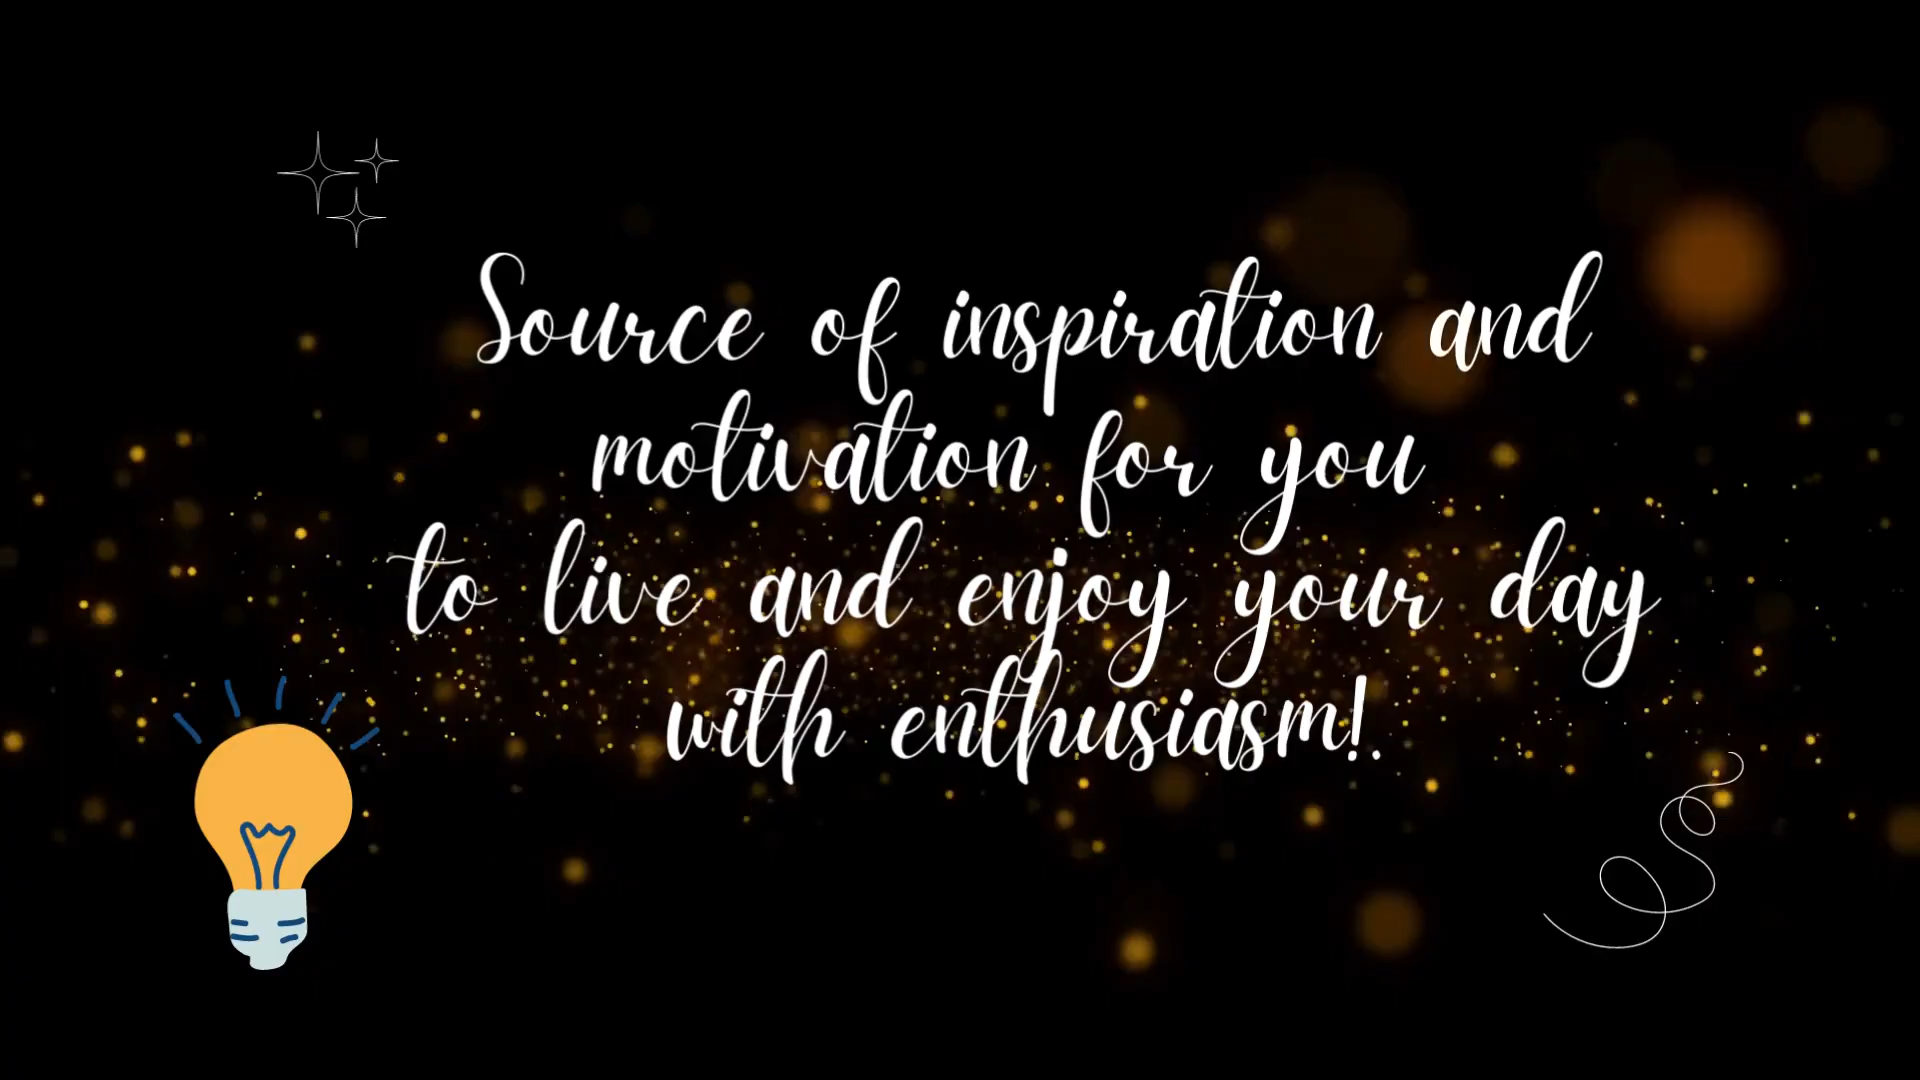 Source of inspiration and
motivation for you
to live and enjoy your day
with enthusiasm!.